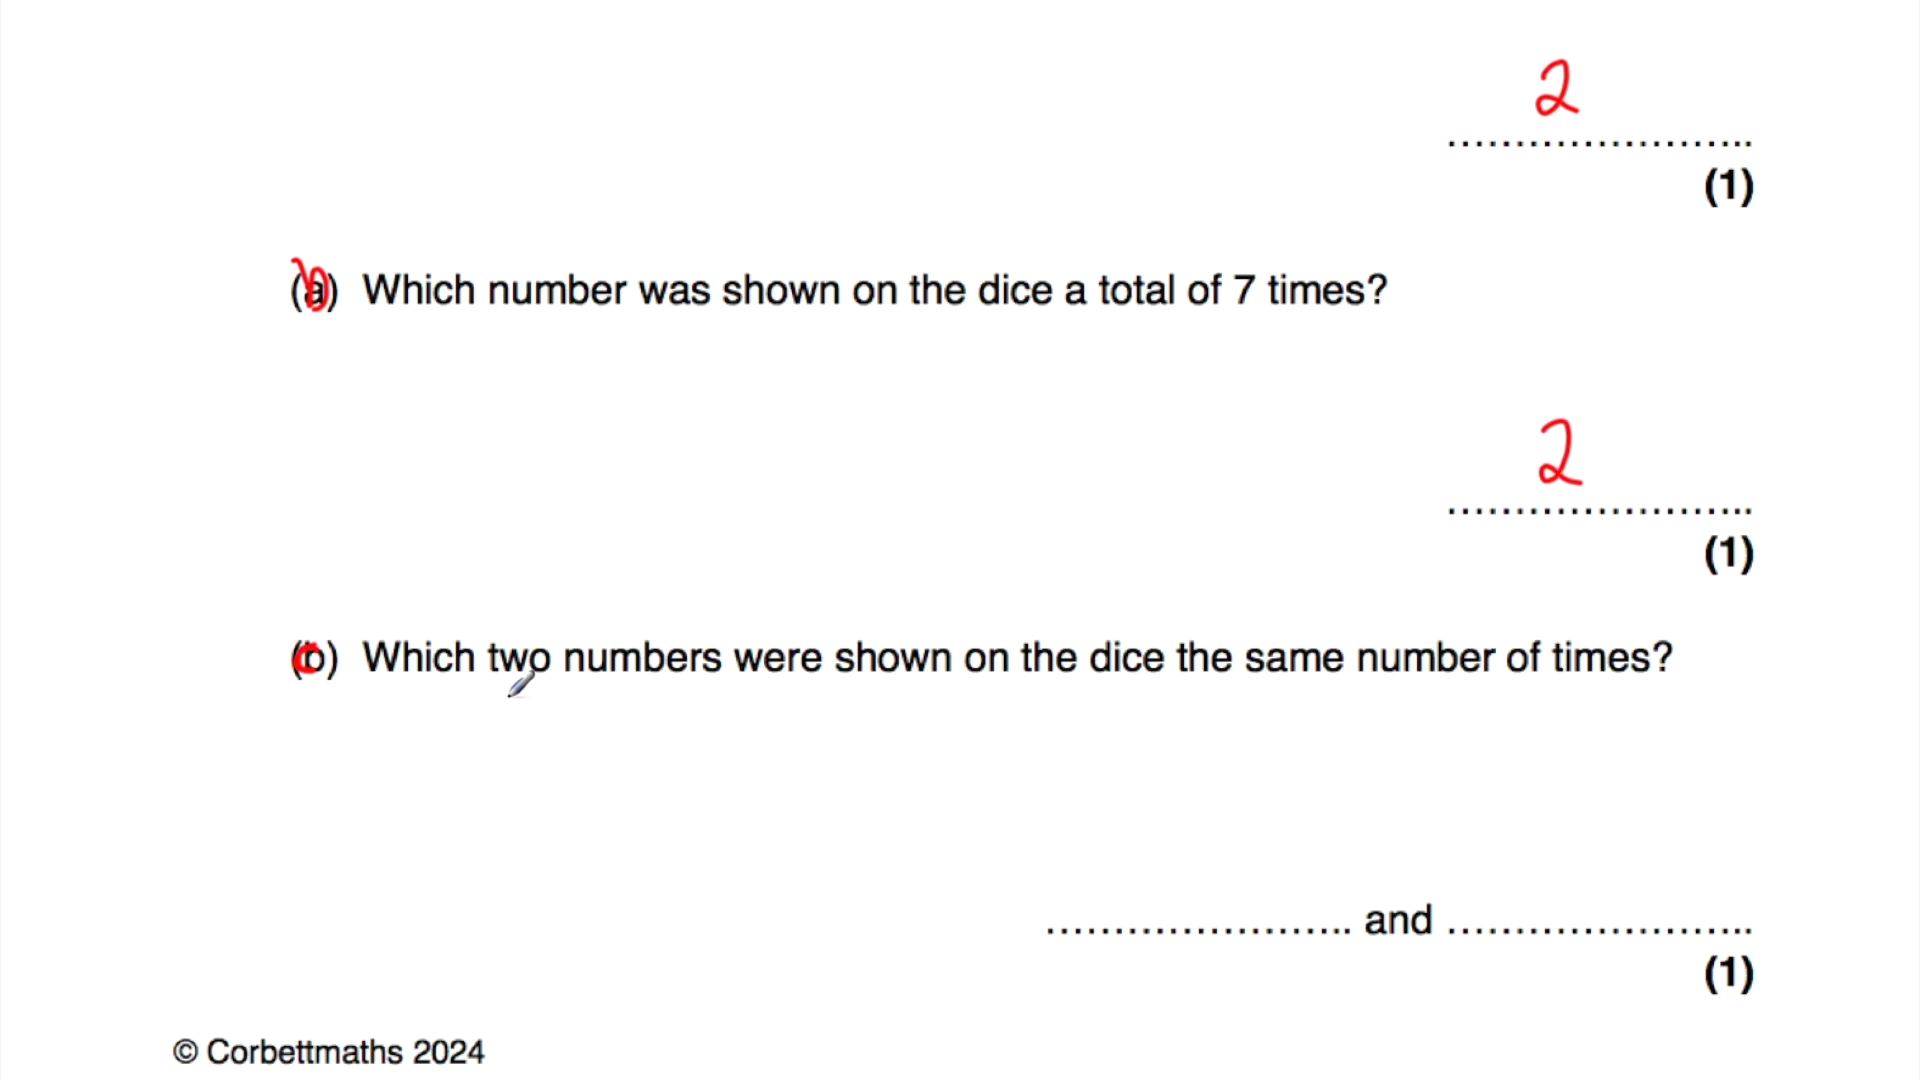 2
……………………..
(1)
(b) Which number was shown on the dice a total of 7 times?
2
……………………..
(1)
(c) Which two numbers were shown on the dice the same number of times?
………………….. and ……………………..
(1)
© Corbettmaths 2024